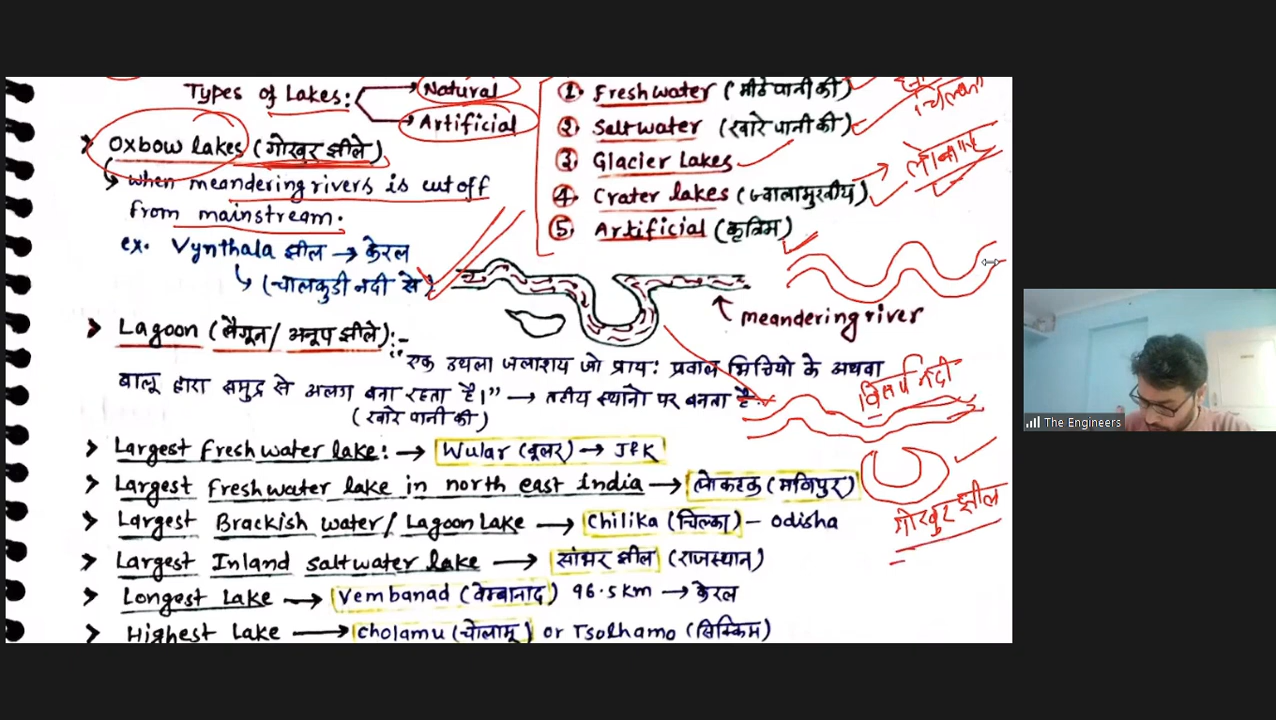 Types of Lakes:
Natural
Artificial
① Freshwater (मीठे पानी की)
② Saltwater (खारे पानी की)
③ Glacier Lakes
④ Crater lakes (ज्वालामुखीय)
⑤ Artificial (कृत्रिम)
लोनार
Oxbow lakes (गोखुर झीले)
when meandering rivers is cutoff
from mainstream.
ex. Vynthala झील → केरल
(चालकुडी नदी से)
meandering river
Lagoon (लैगून/ अनूप झीले):-
"एक उथला जलाशय जो प्रायः प्रवाल भित्तियो के अथवा
बालू द्वारा समुद्र से अलग बना रहता है।" → तटीय स्थानो पर बनता है.
(खारे पानी की)
विसर्प नदी
गोखुर झील
Largest freshwater lake: → Wular (वूलर) → J&K
Largest freshwater lake in north east india → लोकटक (मणिपुर)
Largest Brackish water/Lagoon Lake → Chilika (चिल्का) - odisha
Largest Inland saltwater lake → सांभर झील (राजस्थान)
Longest Lake → Vembanad (वेम्बानाद) 96.5 km → केरल
Highest Lake → Cholamu (चोलामू) or Tsolhamo (सिक्किम)
The Engineers